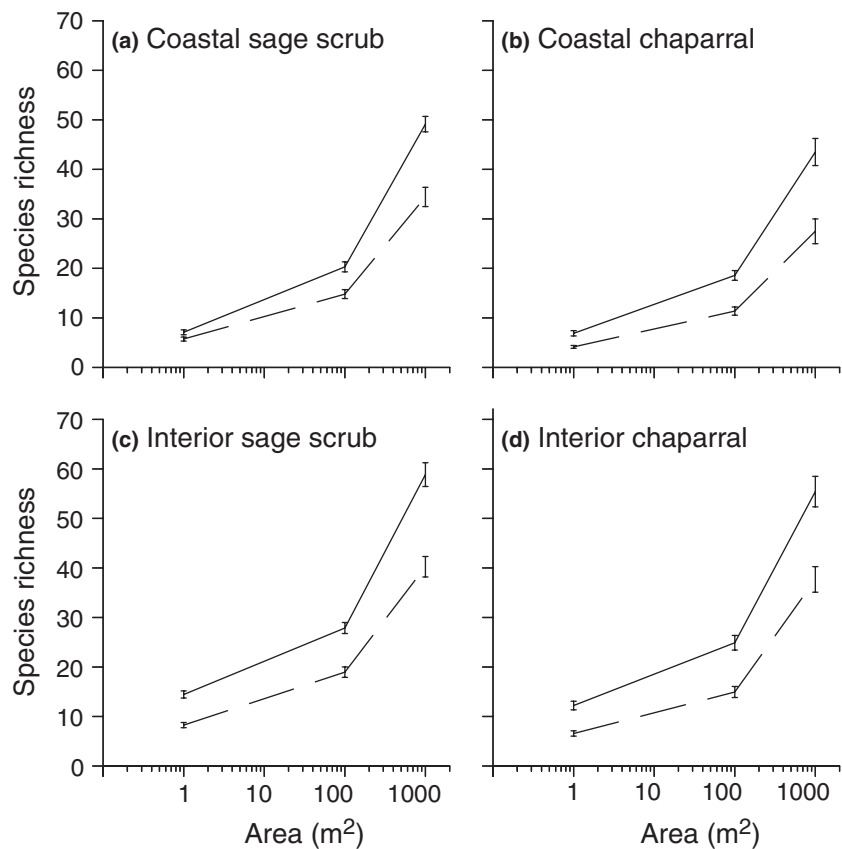 (a) Coastal sage scrub
(b) Coastal chaparral
70
60
50
40
30
20
10
0
Species richness
(c) Interior sage scrub
(d) Interior chaparral
70
60
50
40
30
20
10
0
Species richness
1 10 100 1000
1 10 100 1000
Area (m²)
Area (m²)